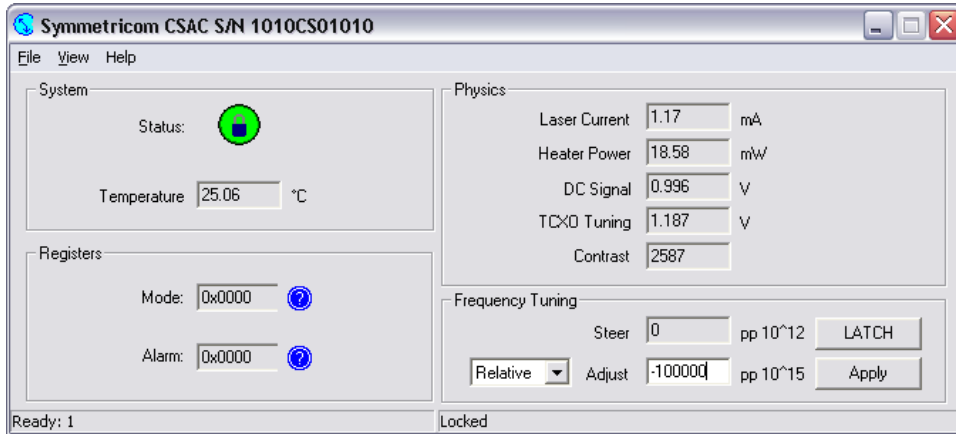 Symmetricom CSAC S/N 1010CS01010
File View Help
System
Status:
Temperature 25.06 °C
Registers
Mode: 0x0000 ?
Alarm: 0x0000 ?
Physics
Laser Current 1.17 mA
Heater Power 18.58 mW
DC Signal 0.996 V
TCXO Tuning 1.187 V
Contrast 2587
Frequency Tuning
Steer 0 pp 10^12 LATCH
Relative Adjust -100000 pp 10^15 Apply
Ready: 1 Locked